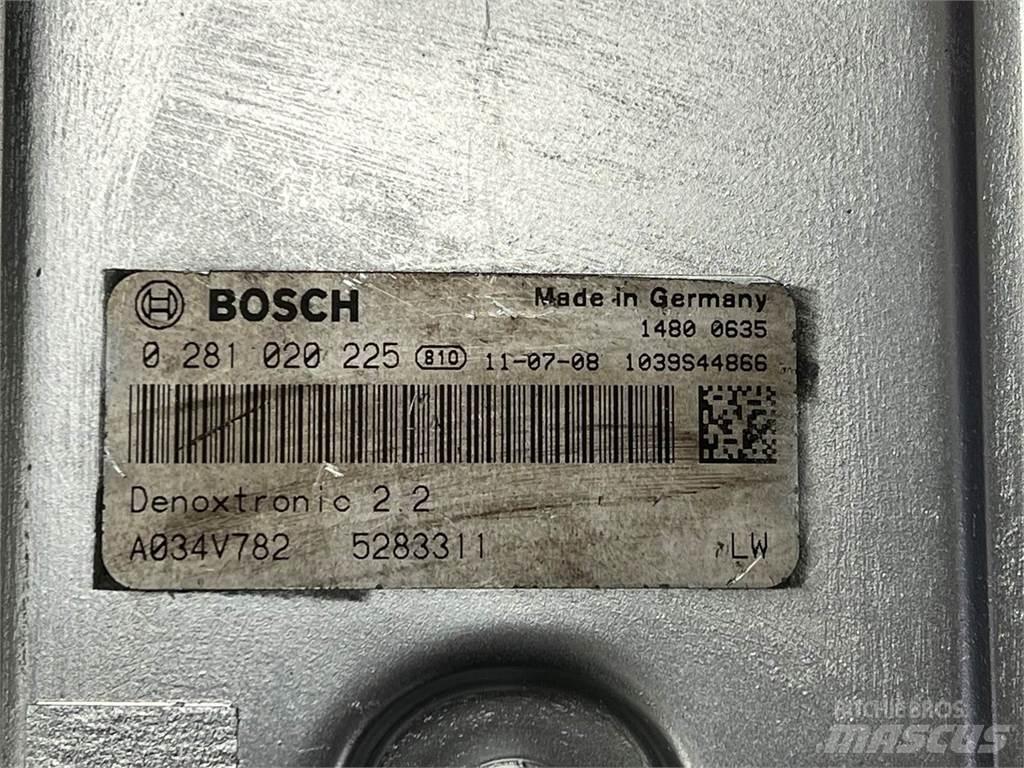 BOSCH Made in Germany
1480 0635
0 281 020 225 810 11-07-08 1039S44866
Denoxtronic 2.2
A034V782 5283311 LW
RITCHIE BROS.
MASCUS